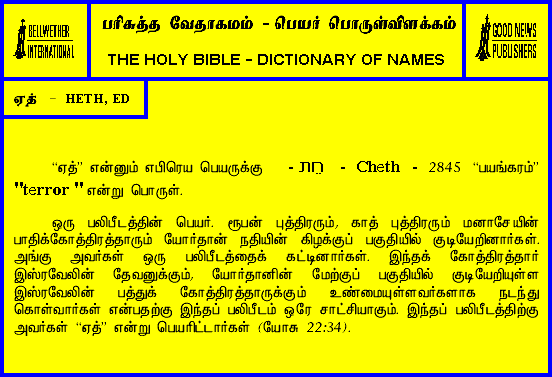 BELLWETHER
INTERNATIONAL
பரிசுத்த வேதாகமம் - பெயர் பொருள்விளக்கம்
THE HOLY BIBLE - DICTIONARY OF NAMES
GOOD NEWS
PUBLISHERS
ஏத் - HETH, ED
“ஏத்” என்னும் எபிரெய பெயருக்கு - חת - Cheth - 2845 “பயங்கரம்”
"terror" என்று பொருள்.
ஒரு பலிபீடத்தின் பெயர். ரூபன் புத்திரரும், காத் புத்திரரும் மனாசேயின்
பாதிக்கோத்திரத்தாரும் யோர்தான் நதியின் கிழக்குப் பகுதியில் குடியேறினார்கள்.
அங்கு அவர்கள் ஒரு பலிபீடத்தைக் கட்டினார்கள். இந்தக் கோத்திரத்தார்
இஸ்ரவேலின் தேவனுக்கும், யோர்தானின் மேற்குப் பகுதியில் குடியேறியுள்ள
இஸ்ரவேலின் பத்துக் கோத்திரத்தாருக்கும் உண்மையுள்ளவர்களாக நடந்து
கொள்வார்கள் என்பதற்கு இந்தப் பலிபீடம் ஒரே சாட்சியாகும். இந்தப் பலிபீடத்திற்கு
அவர்கள் “ஏத்” என்று பெயரிட்டார்கள் (யோசு 22:34).